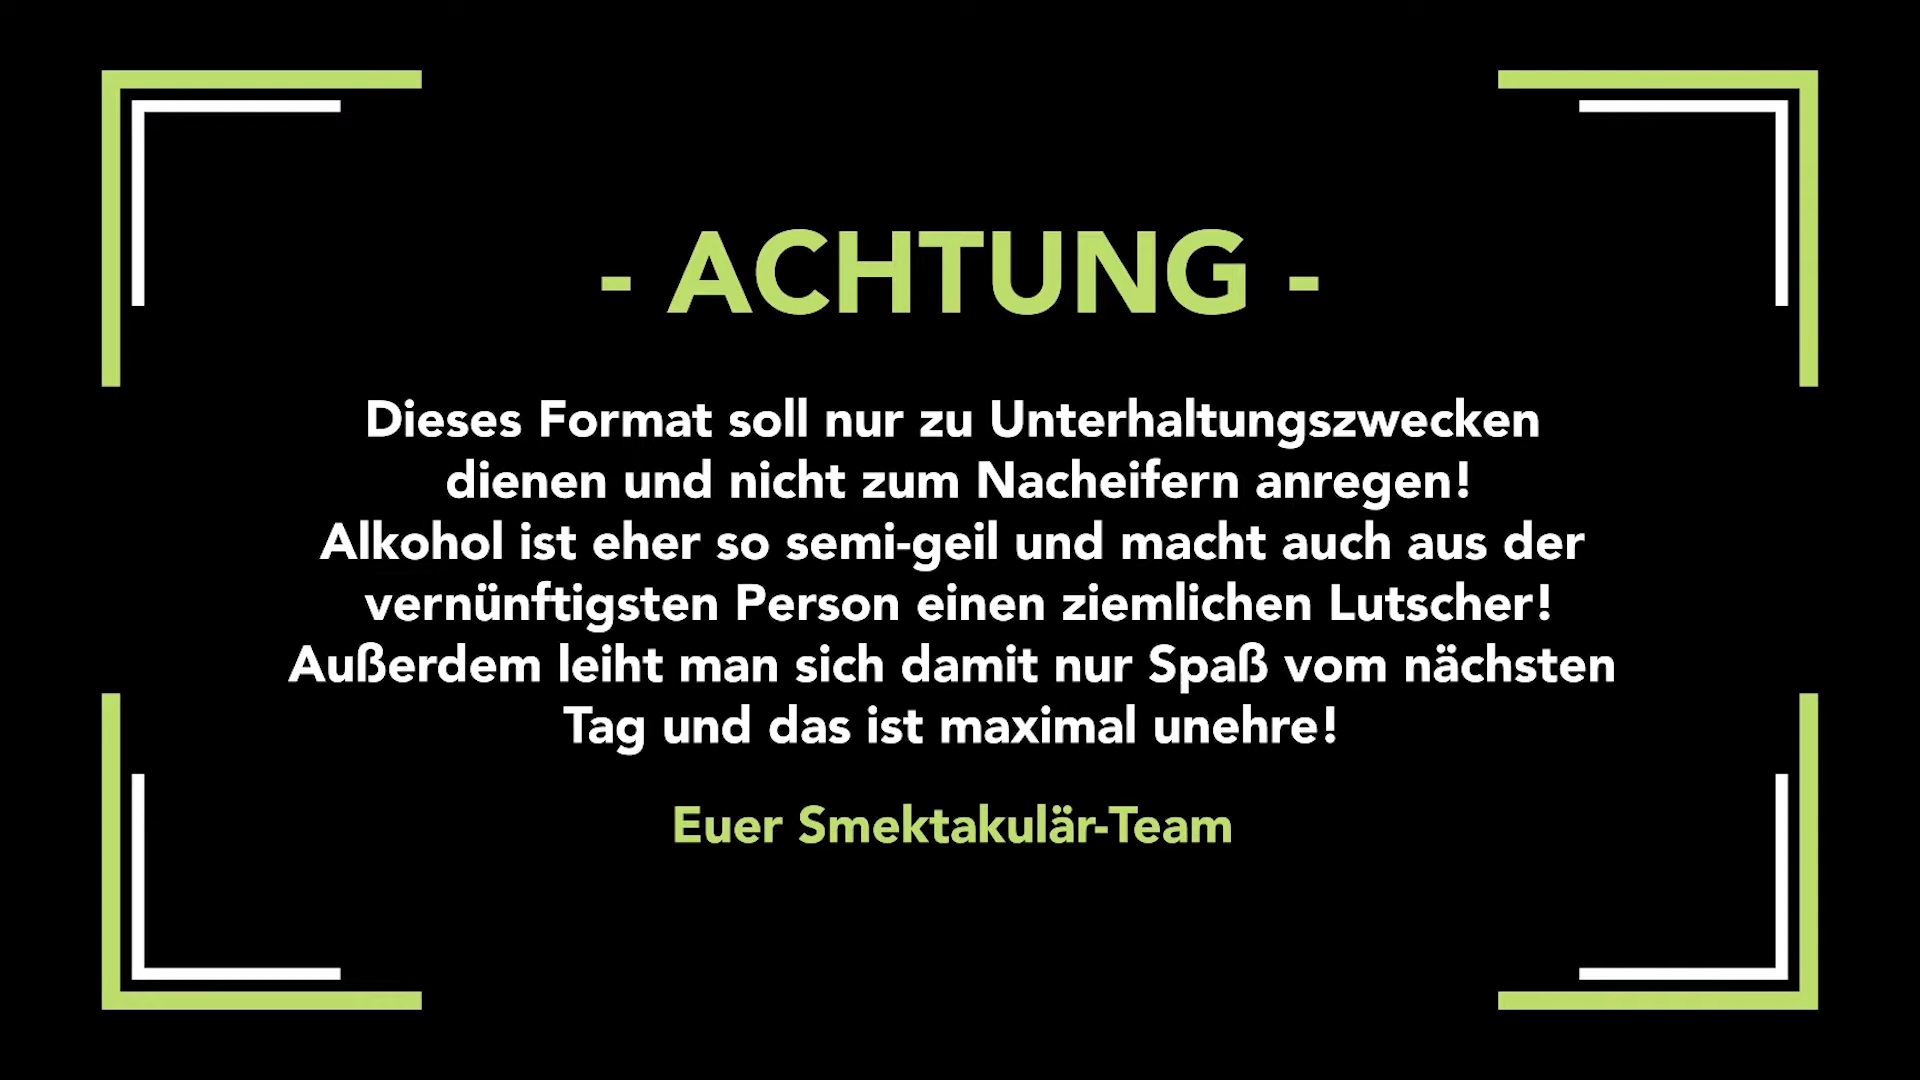 - ACHTUNG -
Dieses Format soll nur zu Unterhaltungszwecken
dienen und nicht zum Nacheifern anregen!
Alkohol ist eher so semi-geil und macht auch aus der
vernünftigsten Person einen ziemlichen Lutscher!
Außerdem leiht man sich damit nur Spaß vom nächsten
Tag und das ist maximal unehre!
Euer Smektakulär-Team